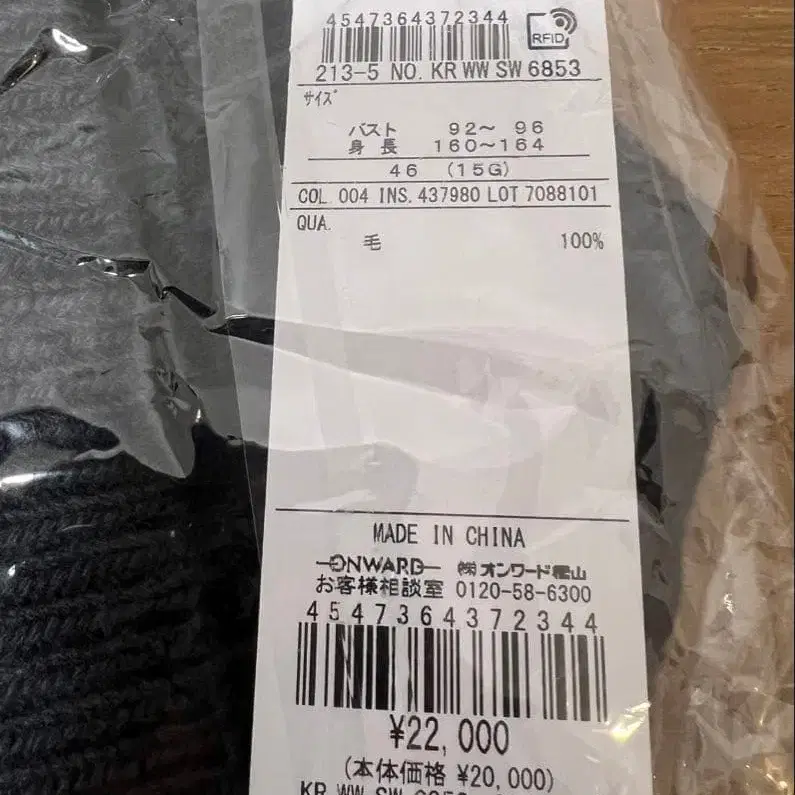 4547364372344
RFID
213-5 NO. KR WW SW 6853
サイズ
バスト 92～ 96
身 長 160～164
46 (15G)
COL 004 INS. 437980 LOT 7088101
QUA.
毛 100%
MADE IN CHINA
ONWARD ㈱オンワード樫山
お客様相談室 0120-58-6300
4547364372344
¥22,000
(本体価格 ¥20,000)
KR WW SW